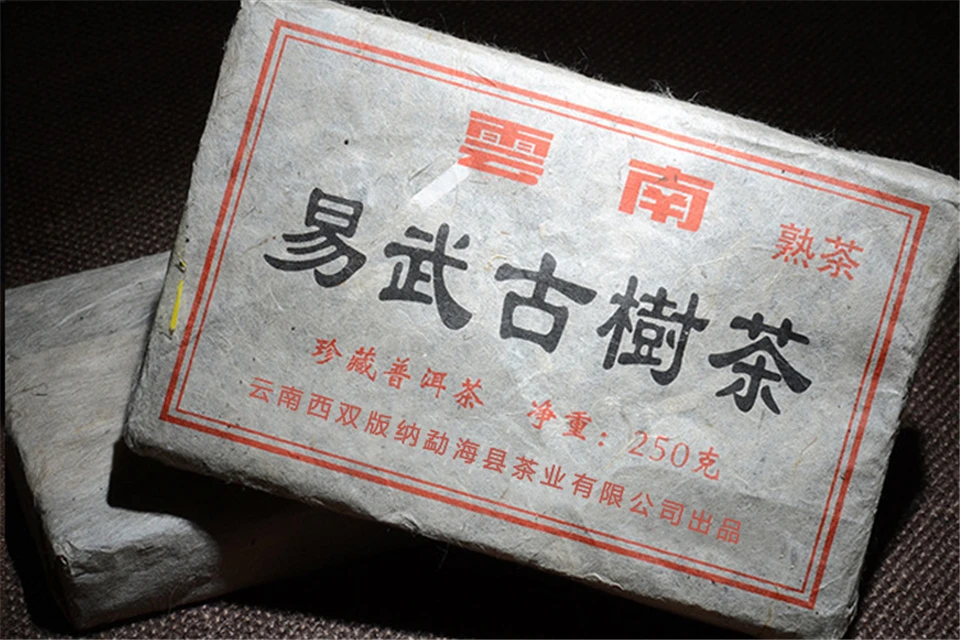 雲南
熟茶
易武古樹茶
珍藏普洱茶 净重：250克
云南西双版纳勐海县茶业有限公司出品